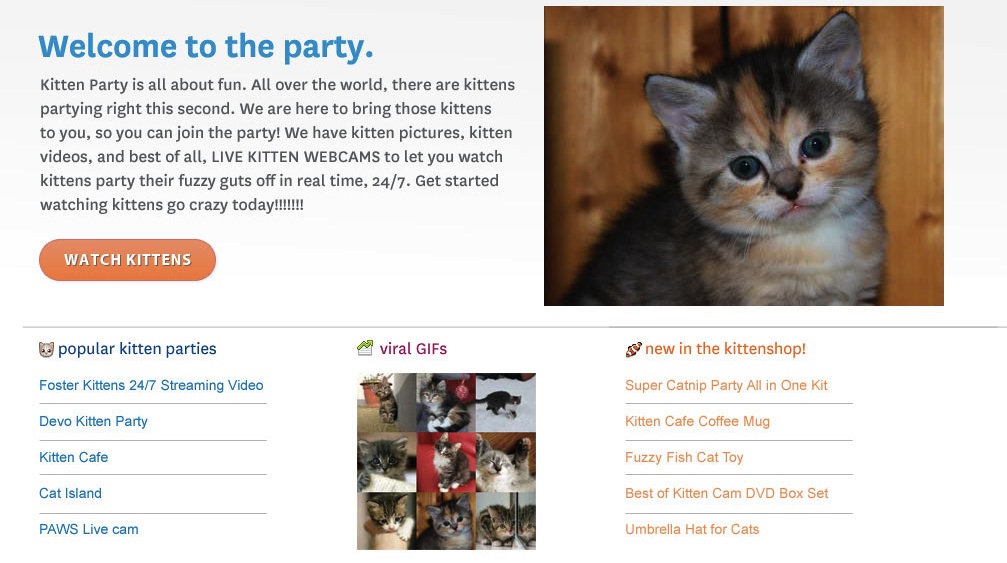 Welcome to the party.
Kitten Party is all about fun. All over the world, there are kittens
partying right this second. We are here to bring those kittens
to you, so you can join the party! We have kitten pictures, kitten
videos, and best of all, LIVE KITTEN WEBCAMS to let you watch
kittens party their fuzzy guts off in real time, 24/7. Get started
watching kittens go crazy today!!!!!!!
WATCH KITTENS
popular kitten parties
Foster Kittens 24/7 Streaming Video
Devo Kitten Party
Kitten Cafe
Cat Island
PAWS Live cam
viral GIFs
new in the kittenshop!
Super Catnip Party All in One Kit
Kitten Cafe Coffee Mug
Fuzzy Fish Cat Toy
Best of Kitten Cam DVD Box Set
Umbrella Hat for Cats